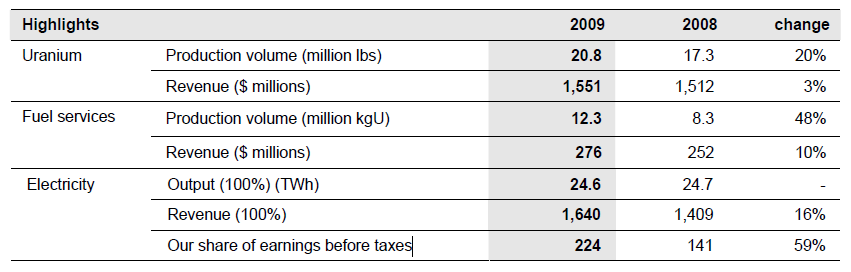 Highlights 2009 2008 change
Uranium Production volume (million lbs) 20.8 17.3 20%
Revenue ($ millions) 1,551 1,512 3%
Fuel services Production volume (million kgU) 12.3 8.3 48%
Revenue ($ millions) 276 252 10%
Electricity Output (100%) (TWh) 24.6 24.7 -
Revenue (100%) 1,640 1,409 16%
Our share of earnings before taxes 224 141 59%